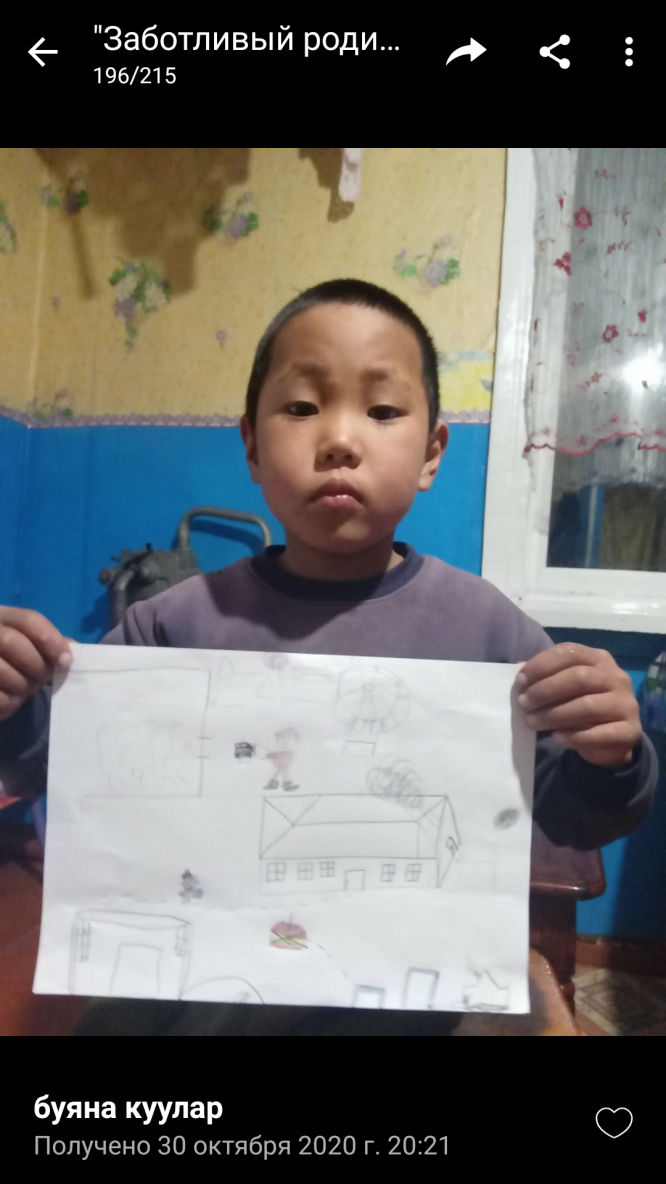 "Заботливый роди...
196/215
буяна куулар
Получено 30 октября 2020 г. 20:21